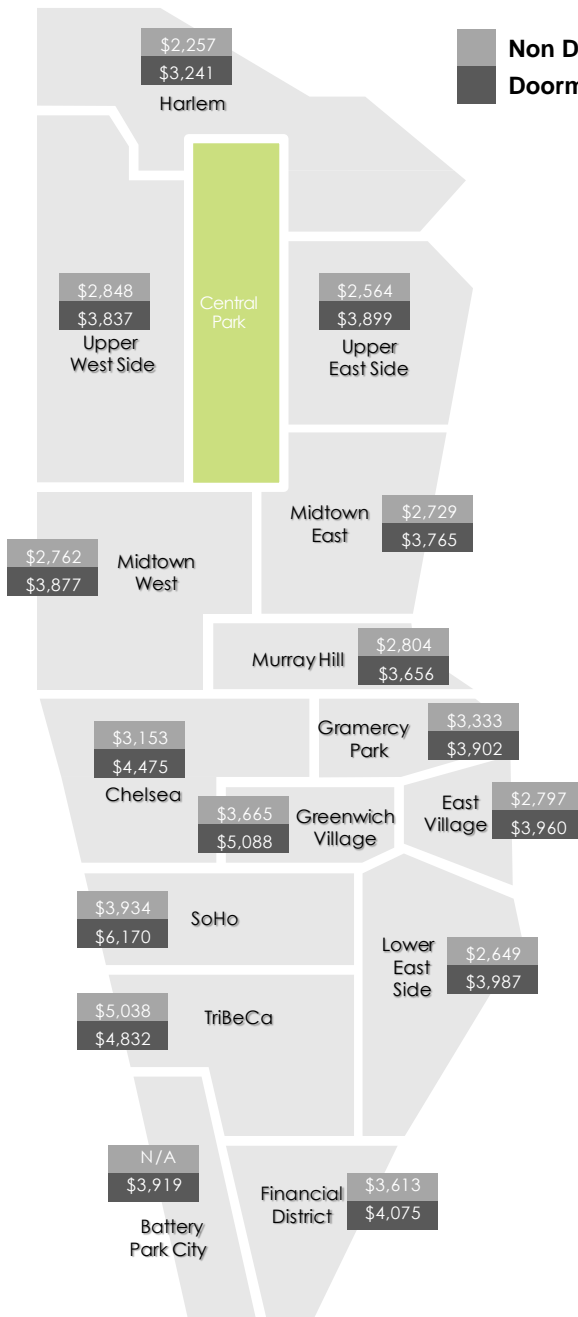 $2,257
$3,241
Harlem
Non D
Doorm
$2,848
$3,837
Upper
West Side
Central
Park
$2,564
$3,899
Upper
East Side
Midtown
East
$2,729
$3,765
$2,762
$3,877
Midtown
West
Murray Hill
$2,804
$3,656
$3,153
$4,475
Chelsea
Gramercy
Park
$3,333
$3,902
$3,665
$5,088
Greenwich
Village
East
Village
$2,797
$3,960
$3,934
$6,170
SoHo
Lower
East
Side
$2,649
$3,987
$5,038
$4,832
TriBeCa
N/A
$3,919
Battery
Park City
Financial
District
$3,613
$4,075